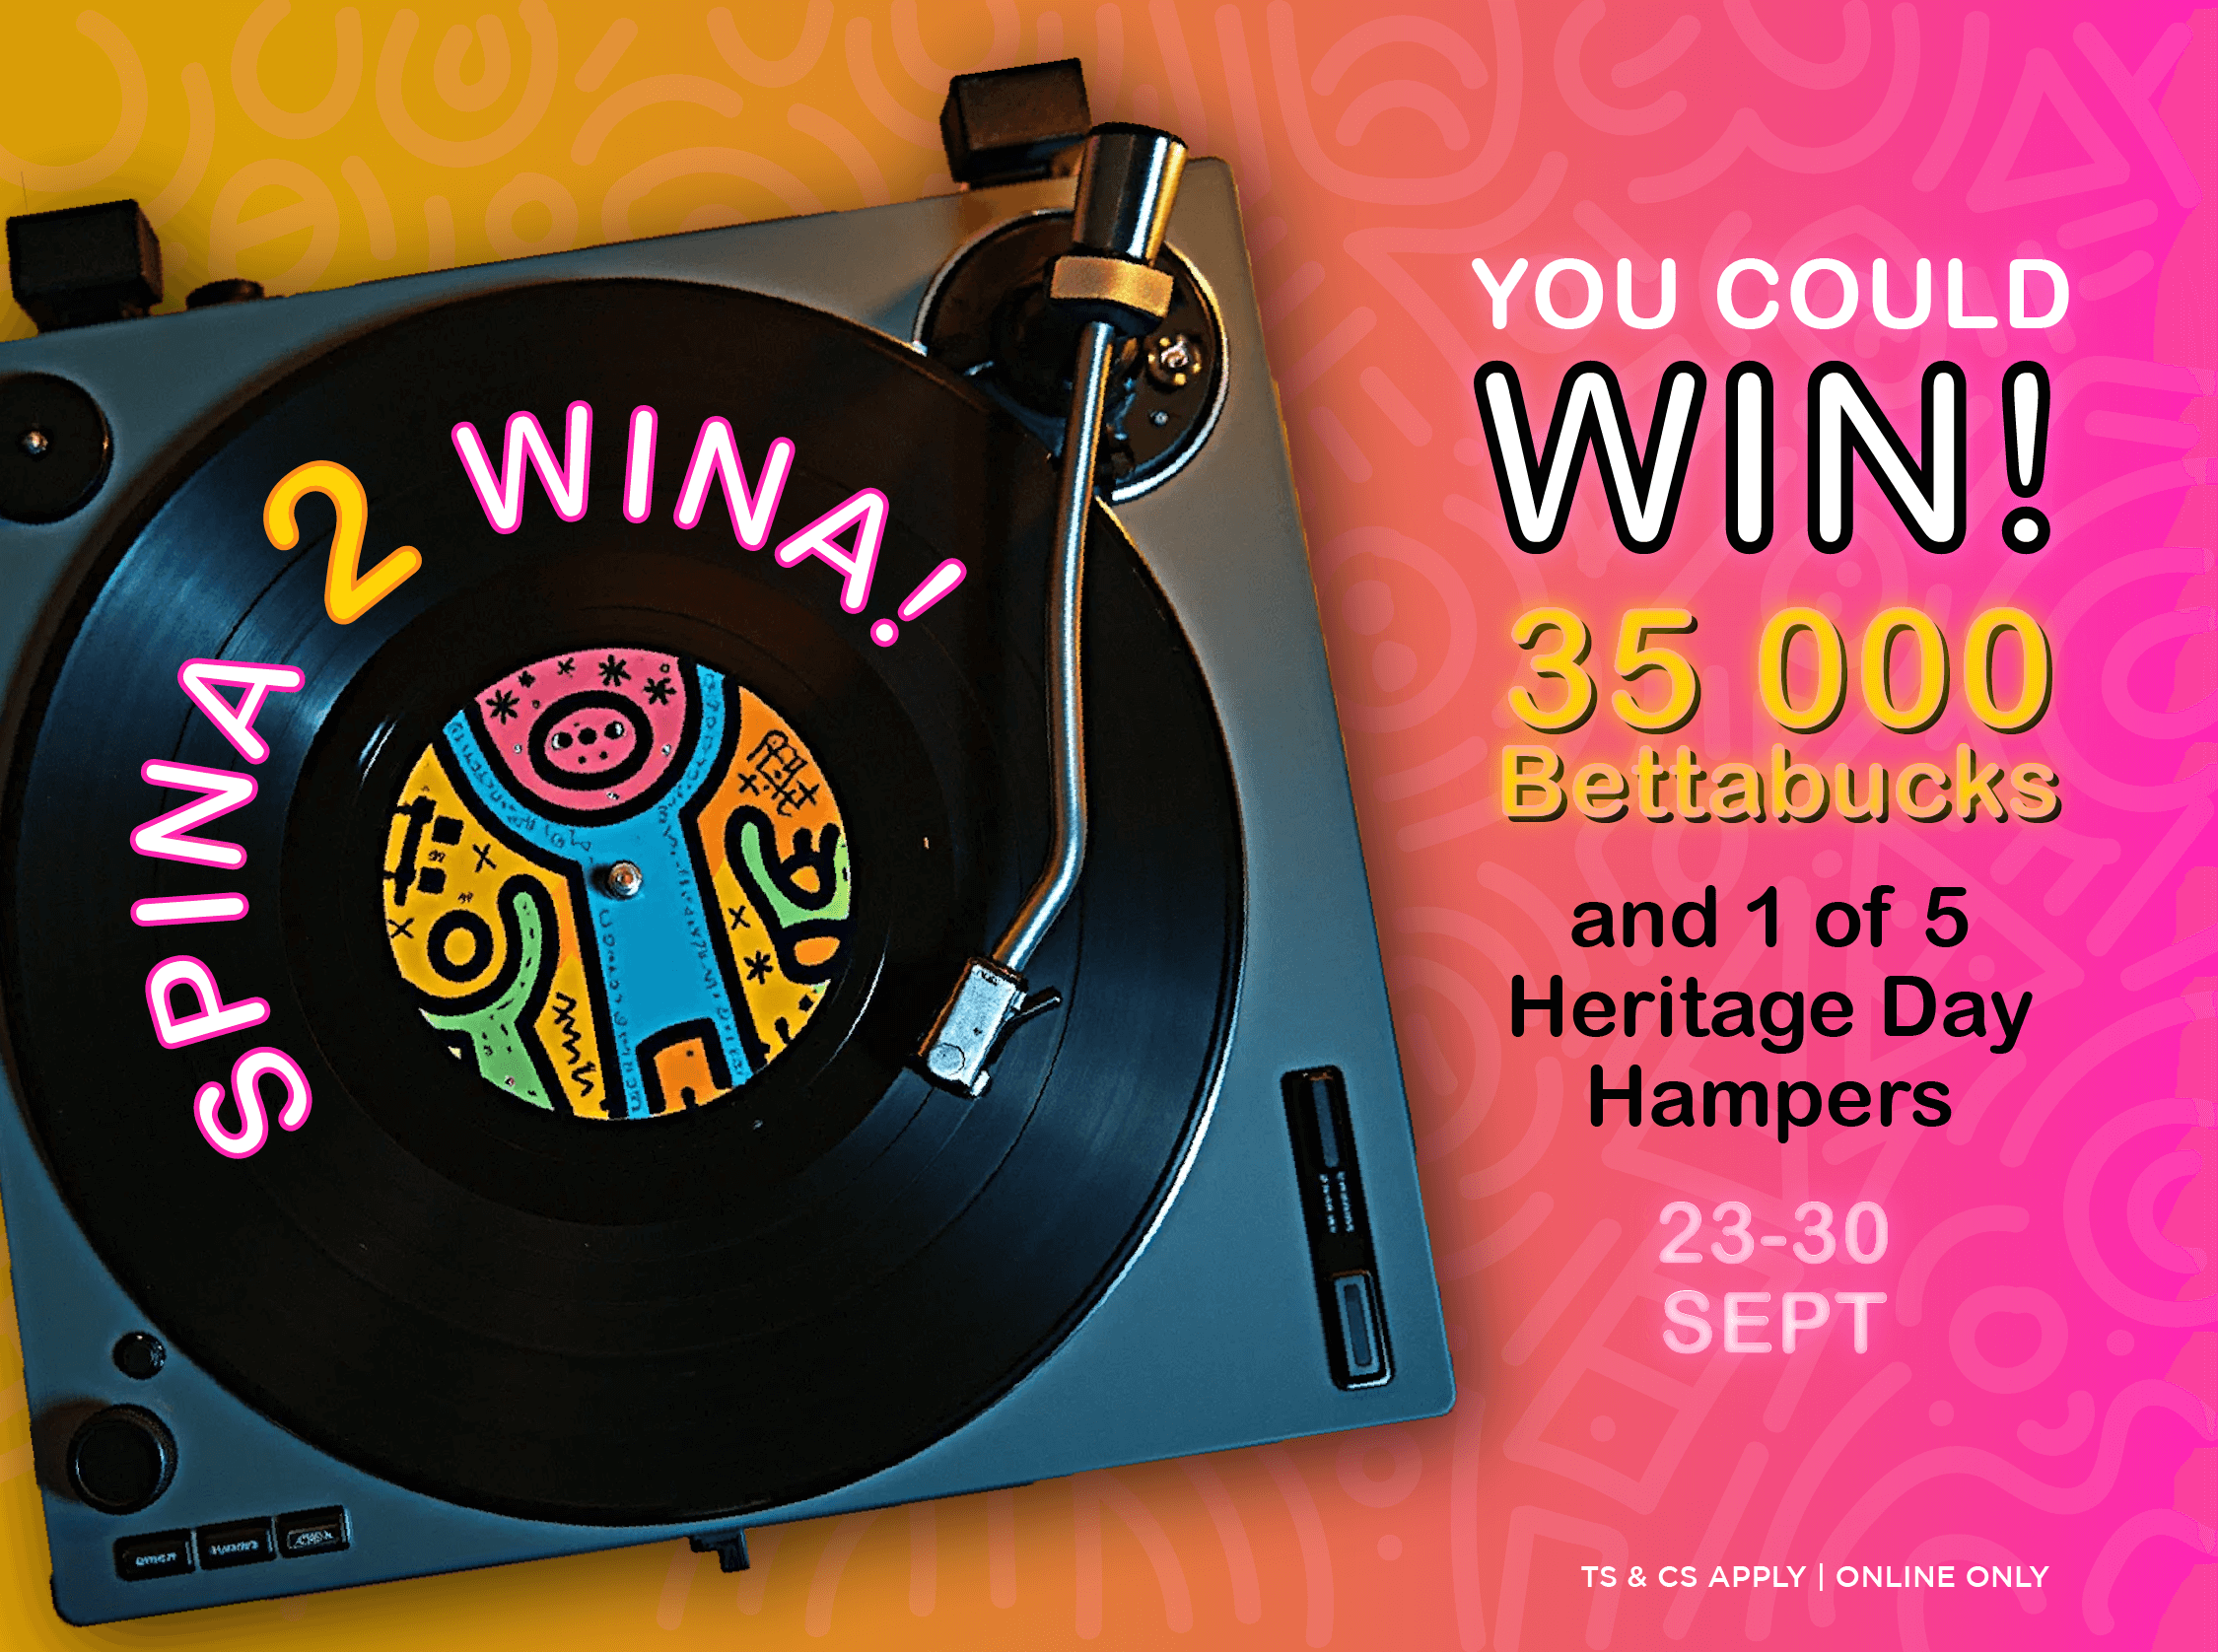 SPINA 2 WINA!
YOU COULD
WIN!
35 000
Bettabucks
and 1 of 5
Heritage Day
Hampers
23-30
SEPT
TS & CS APPLY | ONLINE ONLY